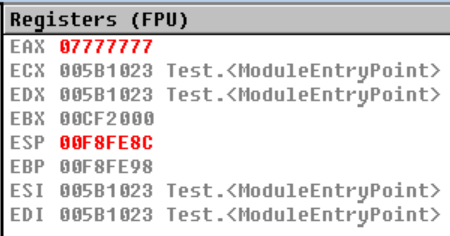 Registers (FPU)
EAX 07777777
ECX 005B1023 Test.<ModuleEntryPoint>
EDX 005B1023 Test.<ModuleEntryPoint>
EBX 00CF2000
ESP 00F8FE8C
EBP 00F8FE98
ESI 005B1023 Test.<ModuleEntryPoint>
EDI 005B1023 Test.<ModuleEntryPoint>